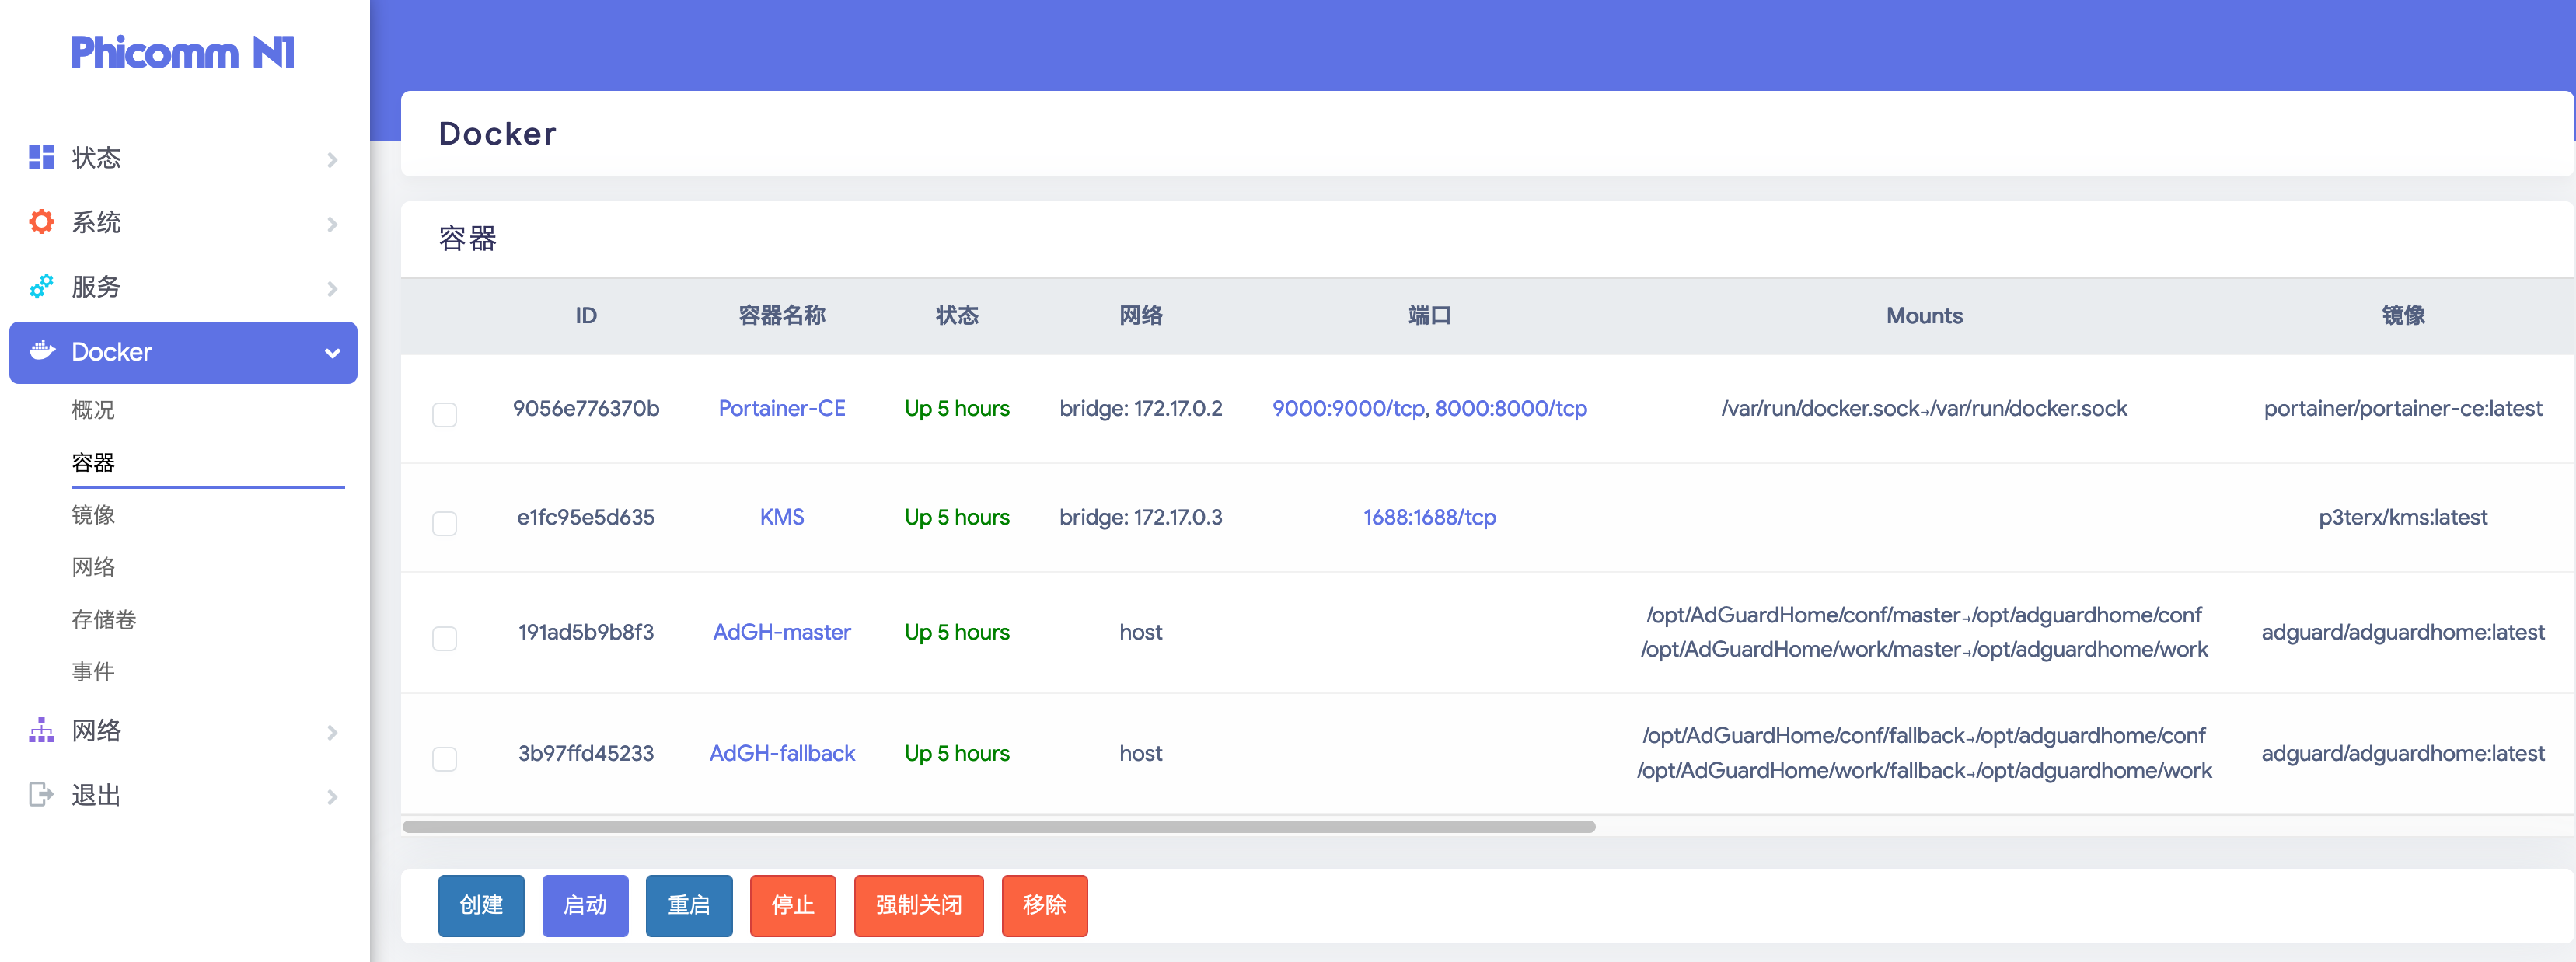 Phicomm N1
状态
系统
服务
Docker
概况
容器
镜像
网络
存储卷
事件
网络
退出
Docker
容器
ID 容器名称 状态 网络 端口 Mounts 镜像
9056e776370b Portainer-CE Up 5 hours bridge: 172.17.0.2 9000:9000/tcp, 8000:8000/tcp /var/run/docker.sock→/var/run/docker.sock portainer/portainer-ce:latest
e1fc95e5d635 KMS Up 5 hours bridge: 172.17.0.3 1688:1688/tcp p3terx/kms:latest
191ad5b9b8f3 AdGH-master Up 5 hours host /opt/AdGuardHome/conf/master→/opt/adguardhome/conf adguard/adguardhome:latest
/opt/AdGuardHome/work/master→/opt/adguardhome/work
3b97ffd45233 AdGH-fallback Up 5 hours host /opt/AdGuardHome/conf/fallback→/opt/adguardhome/conf adguard/adguardhome:latest
/opt/AdGuardHome/work/fallback→/opt/adguardhome/work
创建 启动 重启 停止 强制关闭 移除